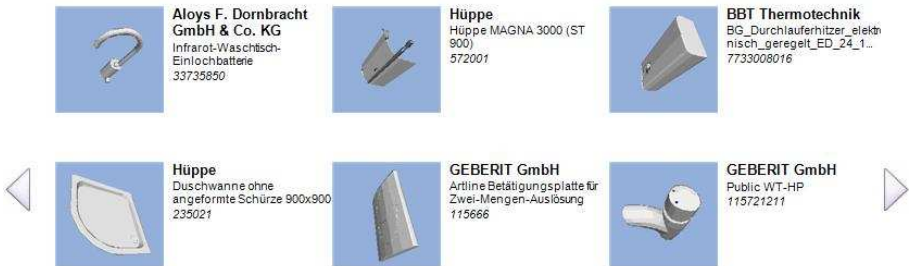 Aloys F. Dornbracht
GmbH & Co. KG
Infrarot-Waschtisch-
Einlochbatterie
33735850
Hüppe
Hüppe MAGNA 3000 (ST
900)
572001
BBT Thermotechnik
BG_Durchlauferhitzer_elektro
nisch_geregelt_ED_24_1...
7733008016
Hüppe
Duschwanne ohne
angeformte Schürze 900x900
235021
GEBERIT GmbH
Artline Betätigungsplatte für
Zwei-Mengen-Auslösung
115666
GEBERIT GmbH
Public WT-HP
115721211